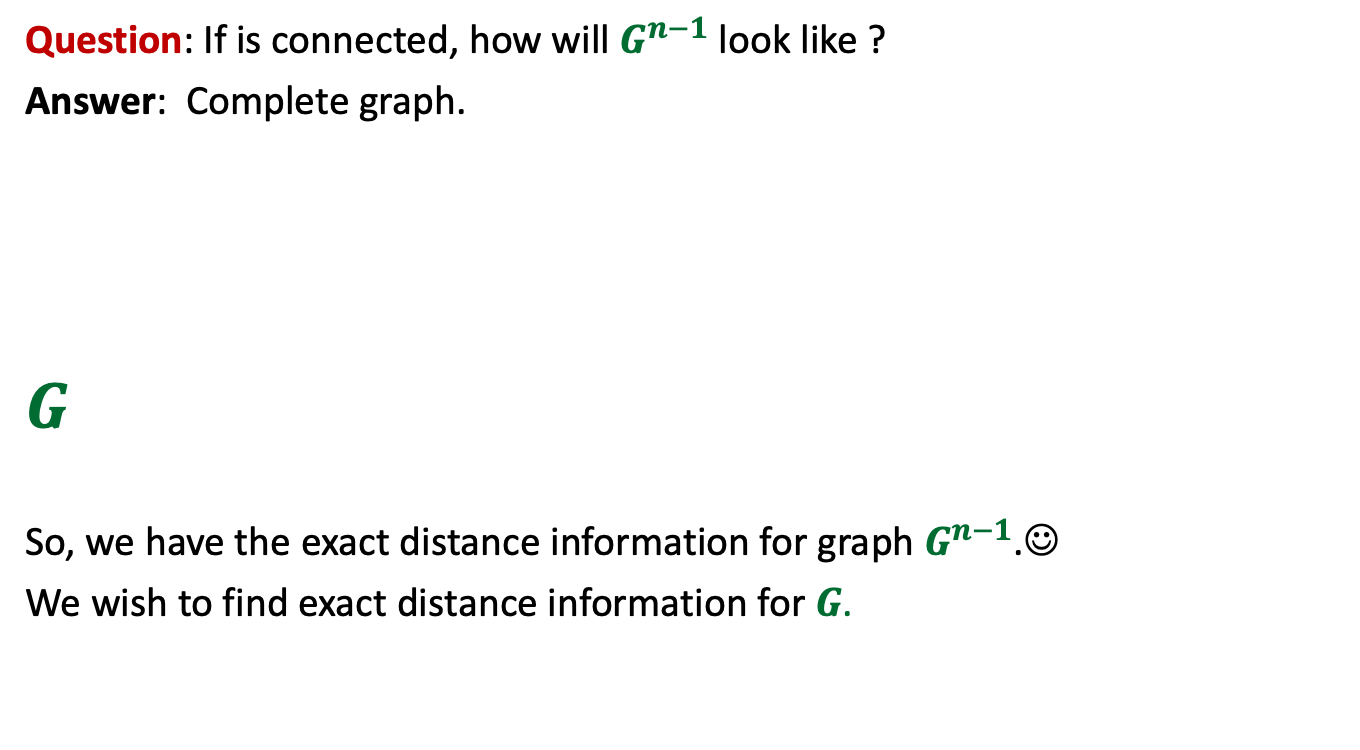 Question: If is connected, how will Gⁿ⁻¹ look like ?
Answer: Complete graph.
G
So, we have the exact distance information for graph Gⁿ⁻¹.☺
We wish to find exact distance information for G.